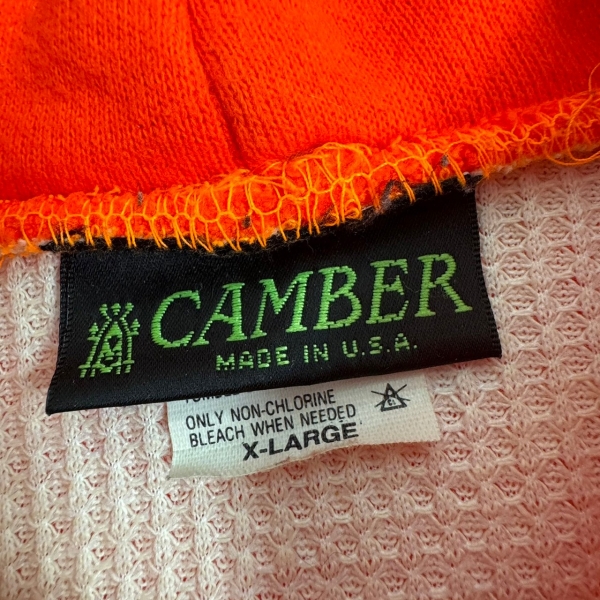 CAMBER
MADE IN U.S.A.
ONLY NON-CHLORINE
BLEACH WHEN NEEDED
X-LARGE